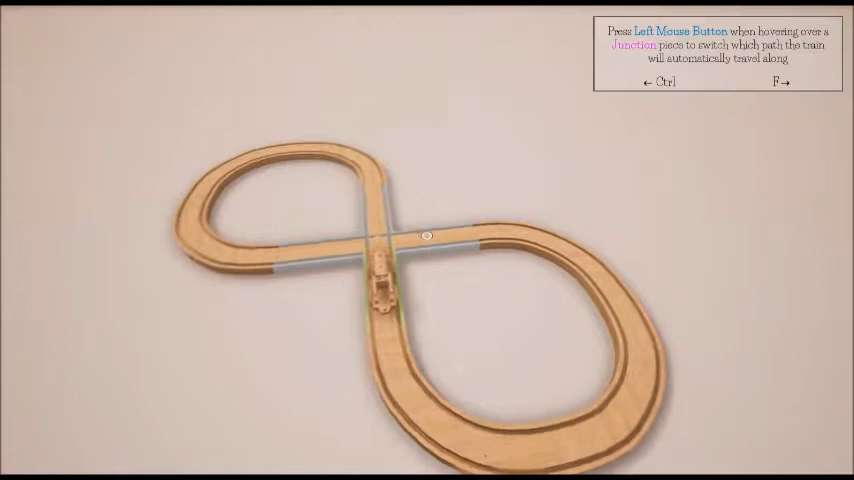 Press Left Mouse Button when hovering over a
Junction piece to switch which path the train
will automatically travel along
← Ctrl F→